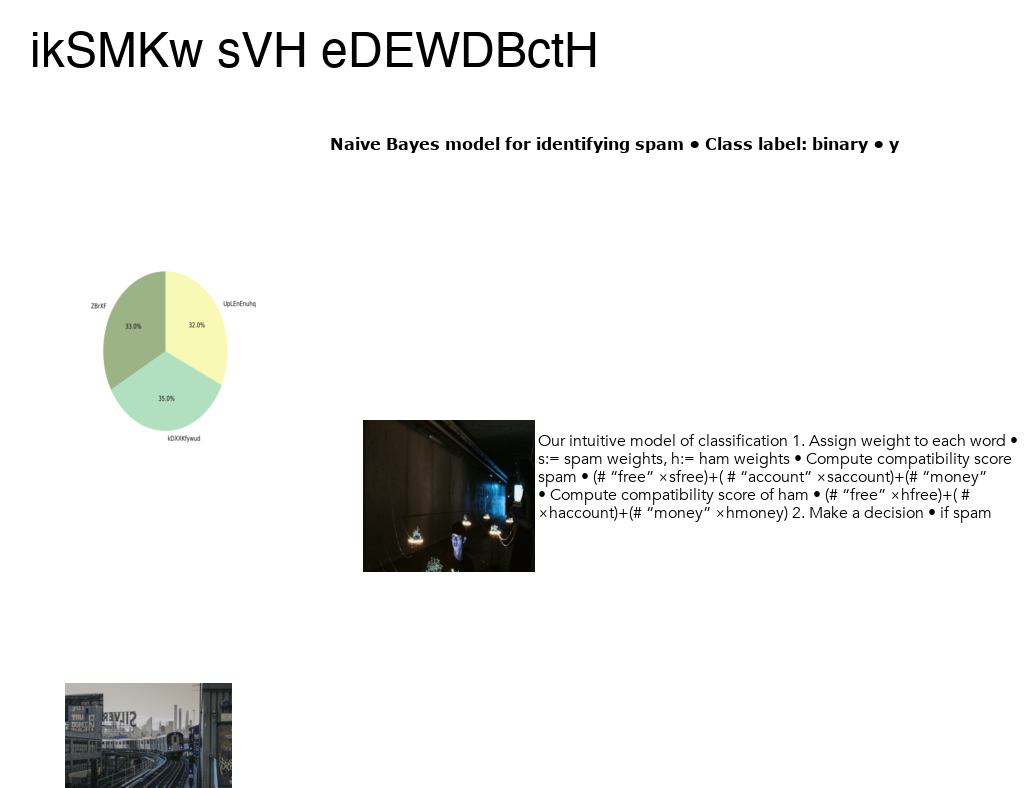 ikSMKw sVH eDEWDBctH
Naive Bayes model for identifying spam • Class label: binary • y
ZBrXF
UpLEnEnuhq
33.0%
32.0%
35.0%
kDXXKfywud
Our intuitive model of classification 1. Assign weight to each word •
s:= spam weights, h:= ham weights • Compute compatibility score
spam • (# “free” ×sfree)+( # “account” ×saccount)+(# “money”
• Compute compatibility score of ham • (# “free” ×hfree)+( #
×haccount)+(# “money” ×hmoney) 2. Make a decision • if spam
SILVER